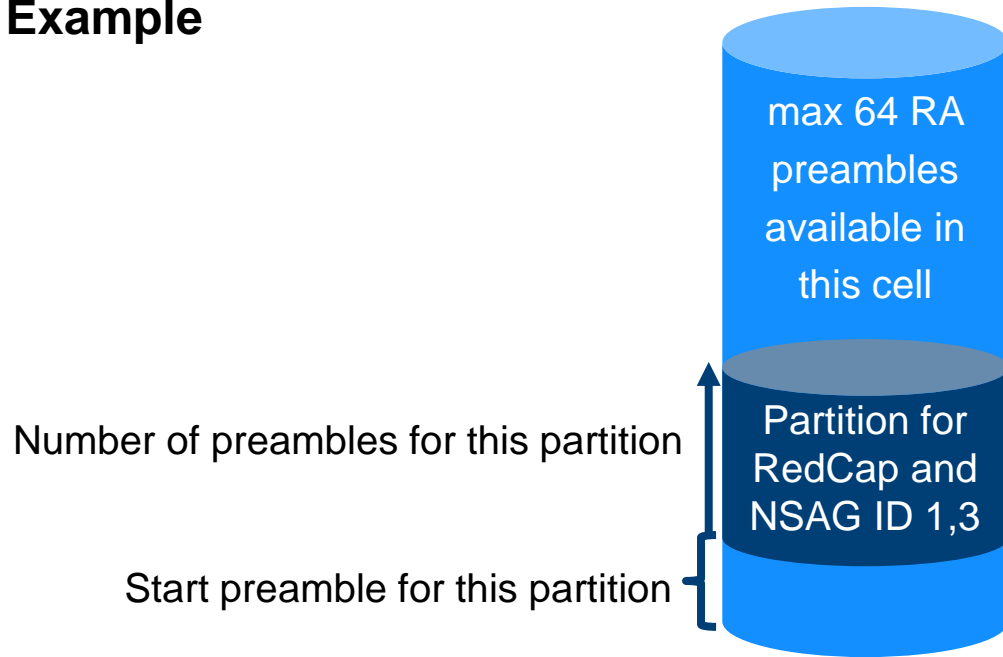 Example
max 64 RA
preambles
available in
this cell
Number of preambles for this partition
Partition for
RedCap and
NSAG ID 1,3
Start preamble for this partition